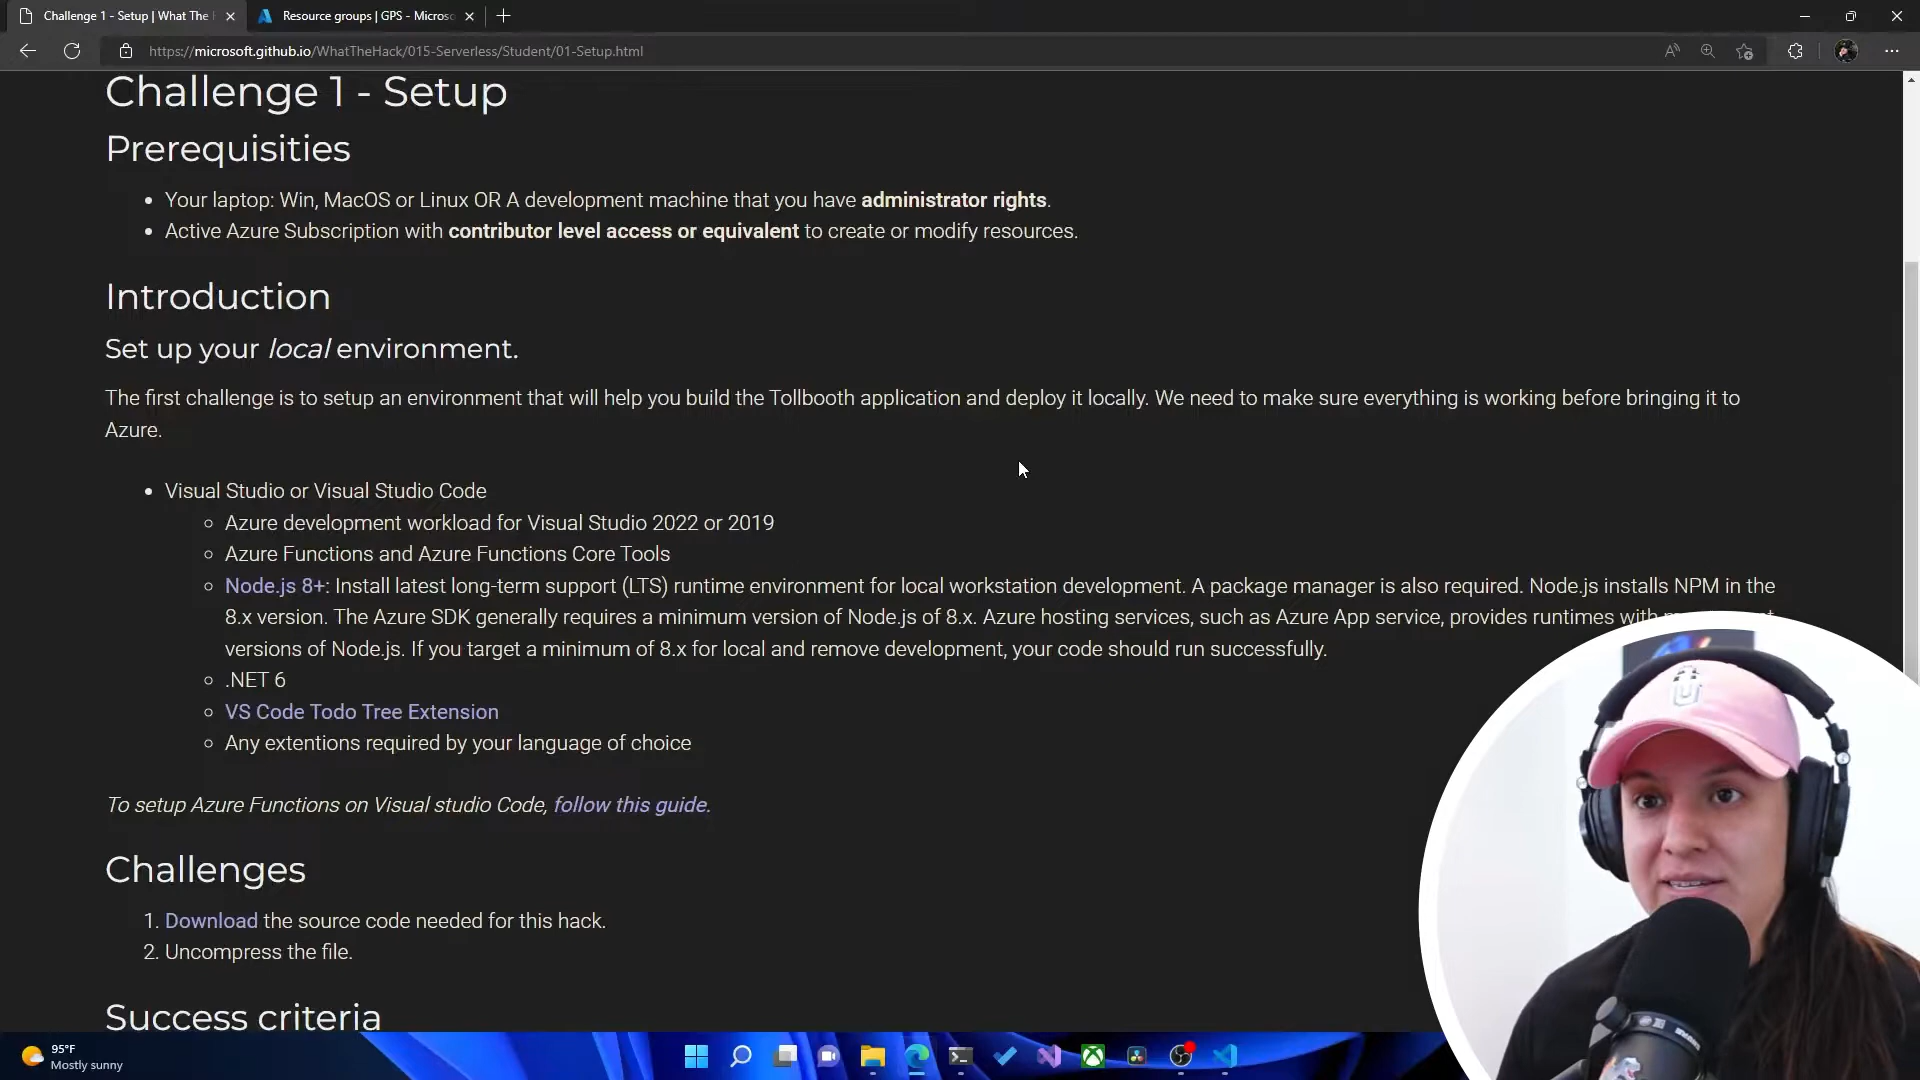 Challenge 1 - Setup | What The
Resource groups | GPS - Microso
https://microsoft.github.io/WhatTheHack/015-Serverless/Student/01-Setup.html
Challenge 1 - Setup
Prerequisities
• Your laptop: Win, MacOS or Linux OR A development machine that you have administrator rights.
• Active Azure Subscription with contributor level access or equivalent to create or modify resources.
Introduction
Set up your local environment.
The first challenge is to setup an environment that will help you build the Tollbooth application and deploy it locally. We need to make sure everything is working before bringing it to
Azure.
• Visual Studio or Visual Studio Code
◦ Azure development workload for Visual Studio 2022 or 2019
◦ Azure Functions and Azure Functions Core Tools
◦ Node.js 8+: Install latest long-term support (LTS) runtime environment for local workstation development. A package manager is also required. Node.js installs NPM in the
8.x version. The Azure SDK generally requires a minimum version of Node.js of 8.x. Azure hosting services, such as Azure App service, provides runtimes with
versions of Node.js. If you target a minimum of 8.x for local and remove development, your code should run successfully.
◦ .NET 6
◦ VS Code Todo Tree Extension
◦ Any extentions required by your language of choice
To setup Azure Functions on Visual studio Code, follow this guide.
Challenges
1. Download the source code needed for this hack.
2. Uncompress the file.
Success criteria
95°F
Mostly sunny